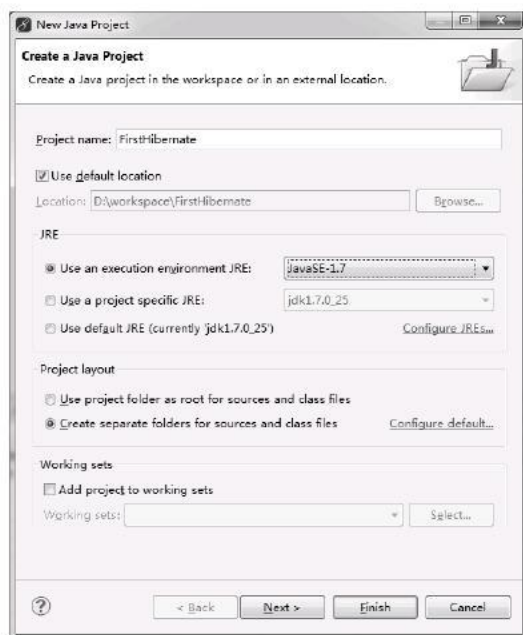 New Java Project
Create a Java Project
Create a Java project in the workspace or in an external location.
Project name: FirstHibernate
Use default location
Location: D:\workspace\FirstHibernate Browse...
JRE
Use an execution environment JRE: JavaSE-1.7
Use a project specific JRE: jdk1.7.0_25
Use default JRE (currently 'jdk1.7.0_25') Configure JREs...
Project layout
Use project folder as root for sources and class files
Create separate folders for sources and class files Configure default...
Working sets
Add project to working sets
Working sets: Select...
? < Back Next > Finish Cancel